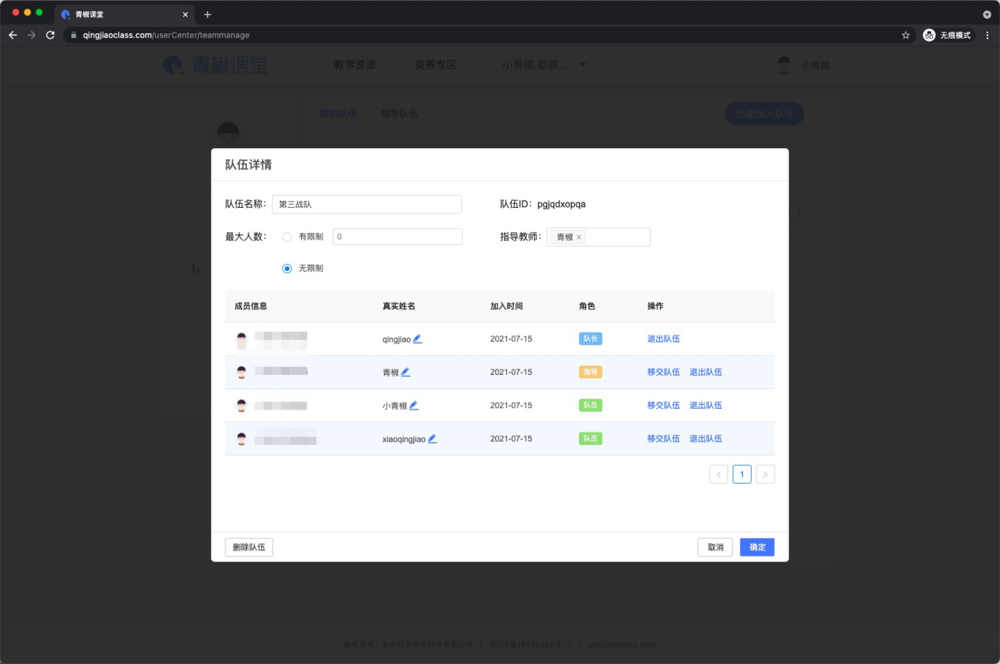 青椒课堂
qingjiaoclass.com/userCenter/teammanage
无痕模式
青椒课堂 教学资源 竞赛专区 小青椒-助教... 小青椒
我的队伍 指导队伍 创建/加入队伍
队伍详情
队伍名称： 第三战队 队伍ID： pgjqdxopqa
最大人数： 有限制 0 指导教师： 青椒 ×
无限制
成员信息 真实姓名 加入时间 角色 操作
qingjiao 2021-07-15 队长 退出队伍
青椒 2021-07-15 指导 移交队伍 退出队伍
小青椒 2021-07-15 队员 移交队伍 退出队伍
xiaoqingjiao 2021-07-15 队员 移交队伍 退出队伍
< 1 >
删除队伍 取消 确定
qingjiaoclass.com